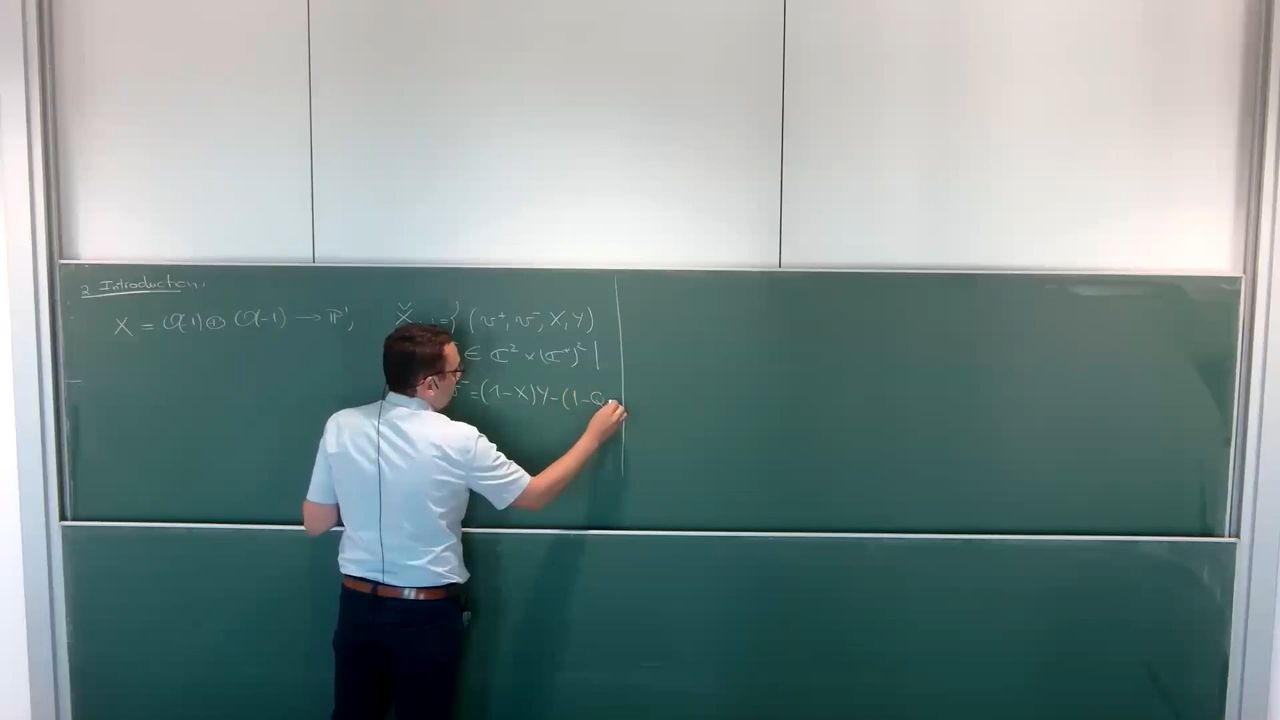 2 Introduction.
X = O(-1) ⊕ O(-1) → ℙ¹,
X̌ := { (v⁺, v⁻, X, Y)
∈ ℂ² × (ℂ*)² |
v⁻ = (1-X)Y-(1-Q